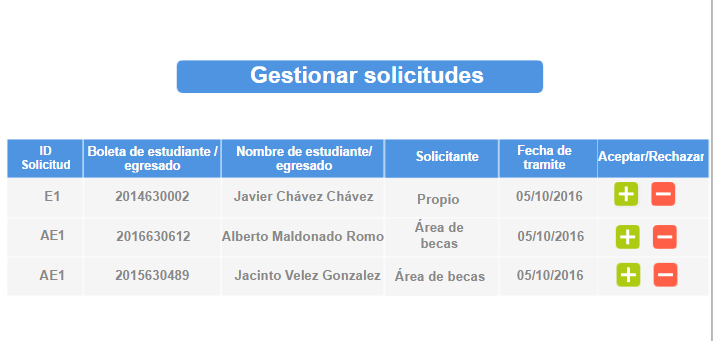 Gestionar solicitudes
ID Solicitud Boleta de estudiante / egresado Nombre de estudiante/ egresado Solicitante Fecha de tramite Aceptar/Rechazar
E1 2014630002 Javier Chávez Chávez Propio 05/10/2016
AE1 2016630612 Alberto Maldonado Romo Área de becas 05/10/2016
AE1 2015630489 Jacinto Velez Gonzalez Área de becas 05/10/2016